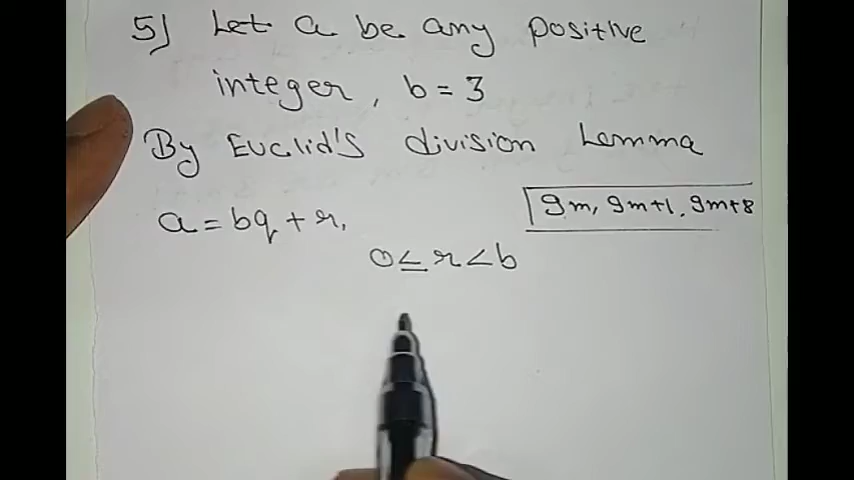 5) Let a be any positive
integer, b = 3
By Euclid's division Lemma
a = bq + r,
9m, 9m+1, 9m+8
0 ≤ r < b